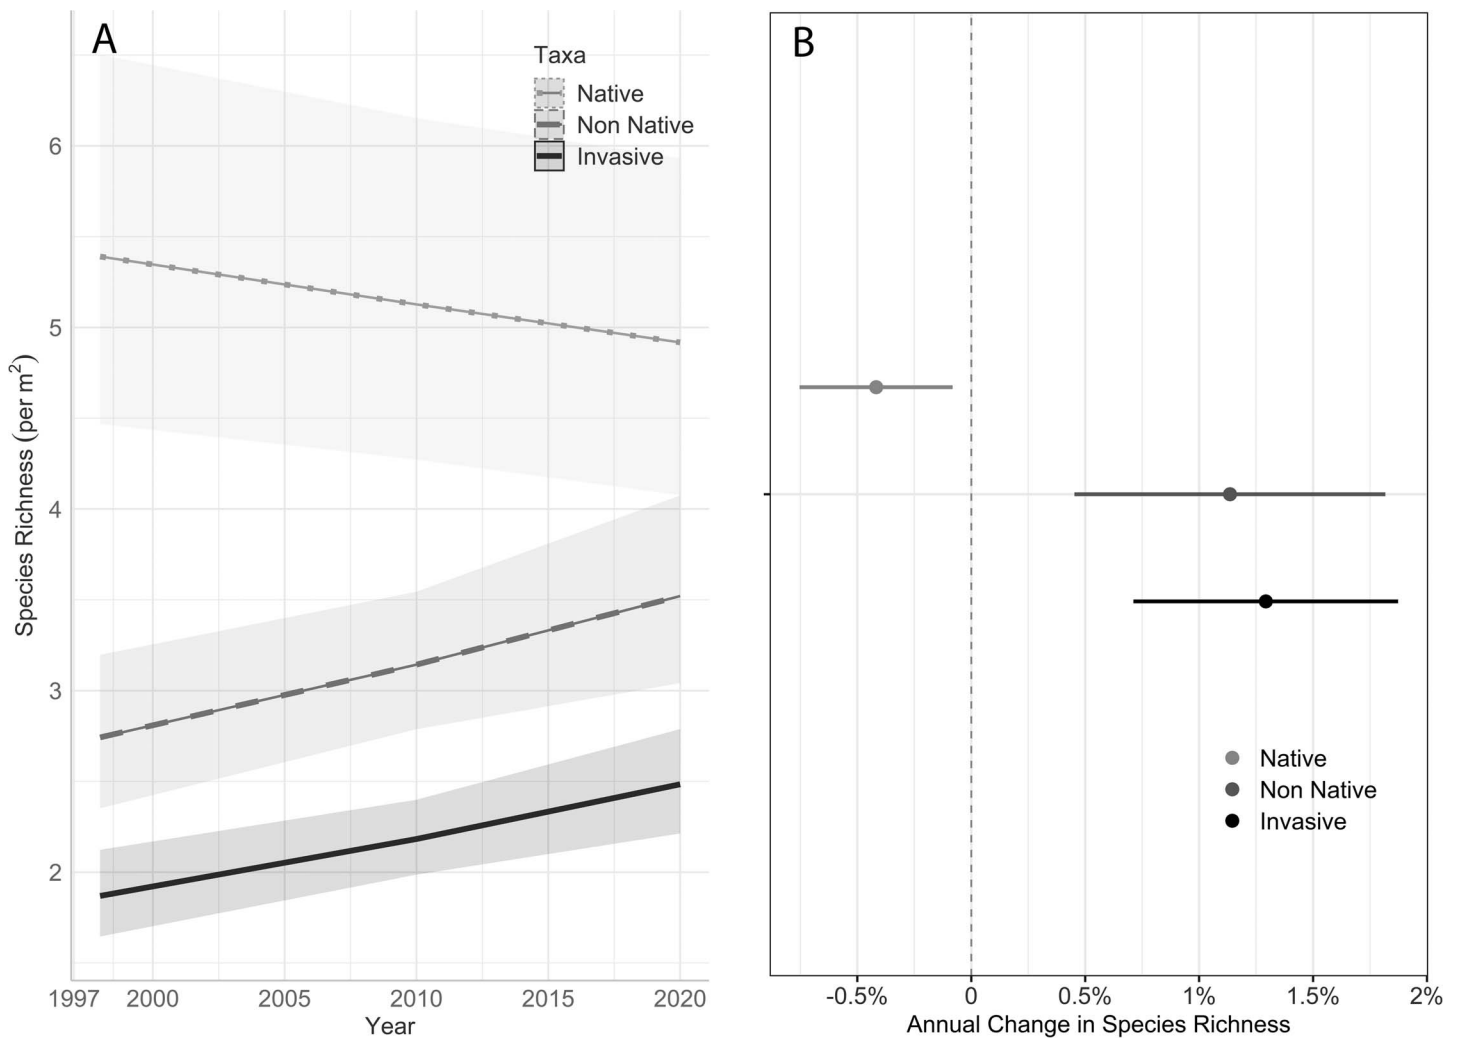 A
Taxa
Native
Non Native
Invasive
6
5
4
3
2
Species Richness (per m²)
1997 2000 2005 2010 2015 2020
Year
B
Native
Non Native
Invasive
-0.5% 0 0.5% 1% 1.5% 2%
Annual Change in Species Richness